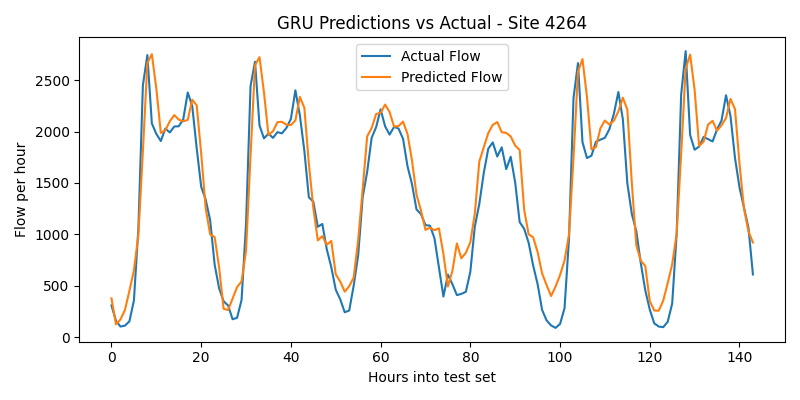 GRU Predictions vs Actual - Site 4264
Actual Flow
Predicted Flow
Flow per hour
2500
2000
1500
1000
500
0
0 20 40 60 80 100 120 140
Hours into test set